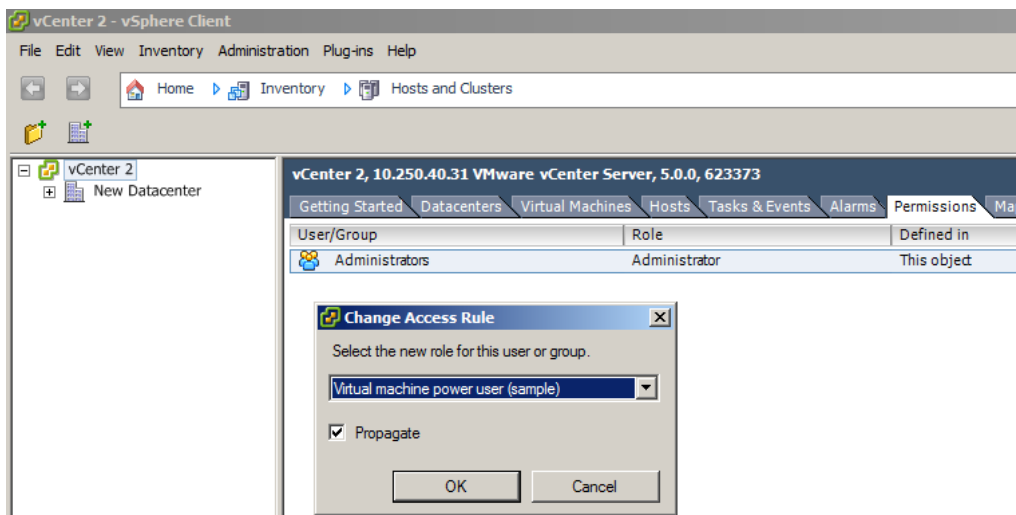 vCenter 2 - vSphere Client
File Edit View Inventory Administration Plug-ins Help
Home Inventory Hosts and Clusters
vCenter 2
New Datacenter
vCenter 2, 10.250.40.31 VMware vCenter Server, 5.0.0, 623373
Getting Started Datacenters Virtual Machines Hosts Tasks & Events Alarms Permissions Ma
User/Group Role Defined in
Administrators Administrator This object
Change Access Rule
Select the new role for this user or group.
Virtual machine power user (sample)
Propagate
OK Cancel